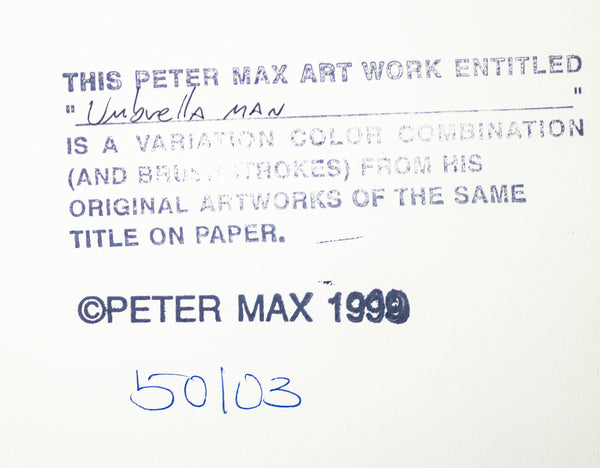 THIS PETER MAX ART WORK ENTITLED
"Umbrella MAN"
IS A VARIATION COLOR COMBINATION
(AND BRUSHSTROKES) FROM HIS
ORIGINAL ARTWORKS OF THE SAME
TITLE ON PAPER.
©PETER MAX 1999
50/03